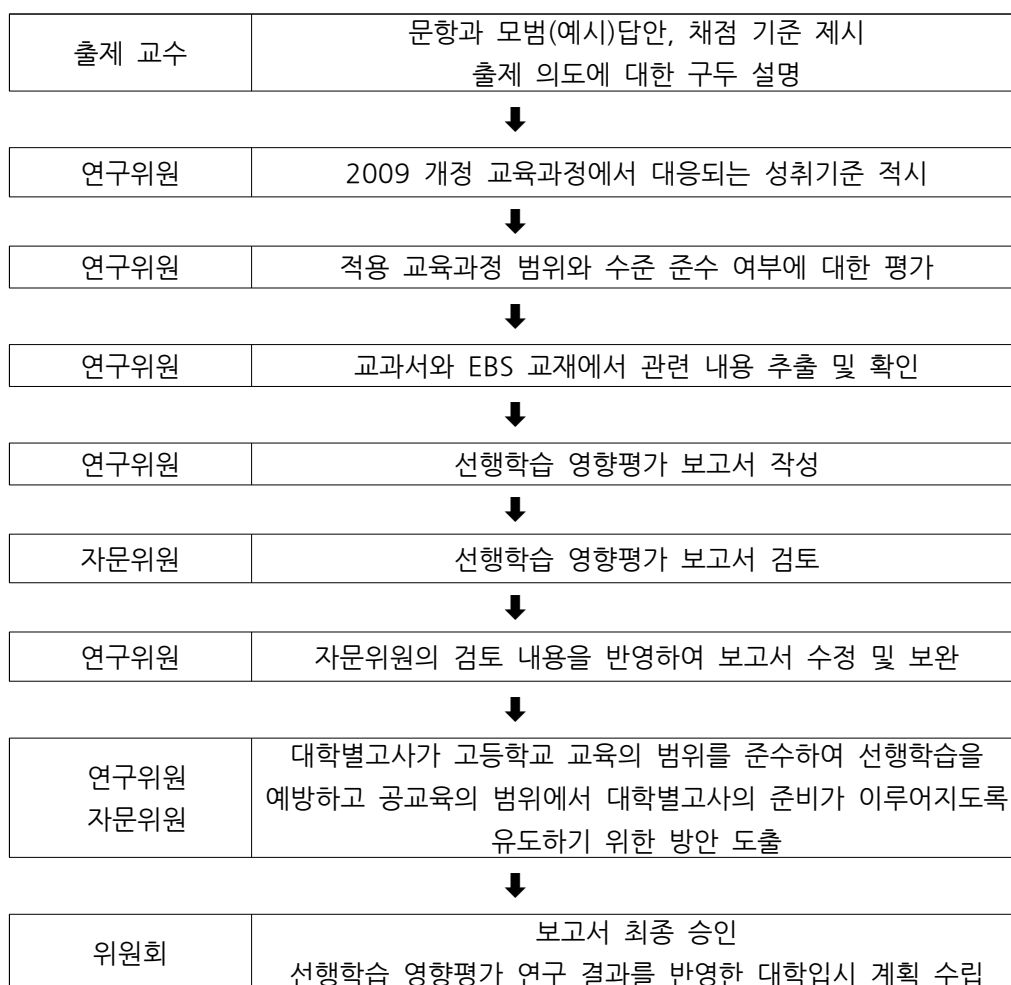 출제 교수
문항과 모범(예시)답안, 채점 기준 제시
출제 의도에 대한 구두 설명
⬇
연구위원
2009 개정 교육과정에서 대응되는 성취기준 적시
⬇
연구위원
적용 교육과정 범위와 수준 준수 여부에 대한 평가
⬇
연구위원
교과서와 EBS 교재에서 관련 내용 추출 및 확인
⬇
연구위원
선행학습 영향평가 보고서 작성
⬇
자문위원
선행학습 영향평가 보고서 검토
⬇
연구위원
자문위원의 검토 내용을 반영하여 보고서 수정 및 보완
⬇
연구위원
자문위원
대학별고사가 고등학교 교육의 범위를 준수하여 선행학습을
예방하고 공교육의 범위에서 대학별고사의 준비가 이루어지도록
유도하기 위한 방안 도출
⬇
위원회
보고서 최종 승인
선행학습 영향평가 연구 결과를 반영한 대학입시 계획 수립